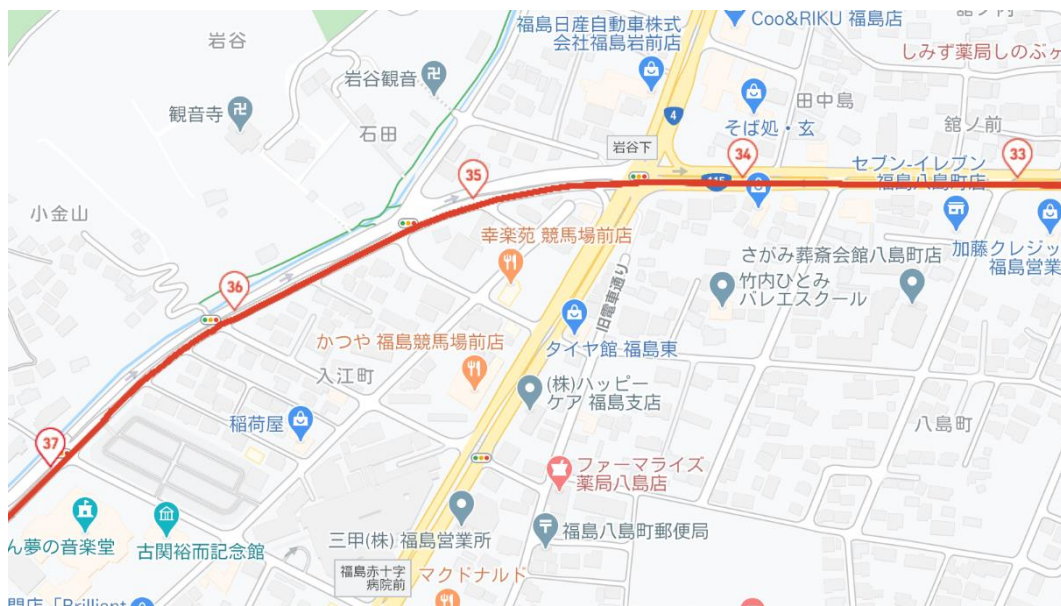 福島日産自動車株式
会社福島岩前店
Coo&RIKU 福島店
舘ノ内
しみず薬局しのぶヶ
岩谷
岩谷観音
観音寺
石田
4
そば処・玄
田中島
舘ノ前
岩谷下
34
33
115
セブン-イレブン
福島八島町店
35
小金山
幸楽苑 競馬場前店
旧電車通り
さがみ葬斎会館八島町店
加藤クレジッ
福島営業
竹内ひとみ
バレエスクール
36
かつや 福島競馬場前店
タイヤ館 福島東
入江町
(株)ハッピー
ケア 福島支店
稲荷屋
八島町
37
ファーマライズ
薬局八島店
ん夢の音楽堂
古関裕而記念館
三甲(株) 福島営業所
福島八島町郵便局
福島赤十字
病院前
マクドナルド
門店「Brilliant